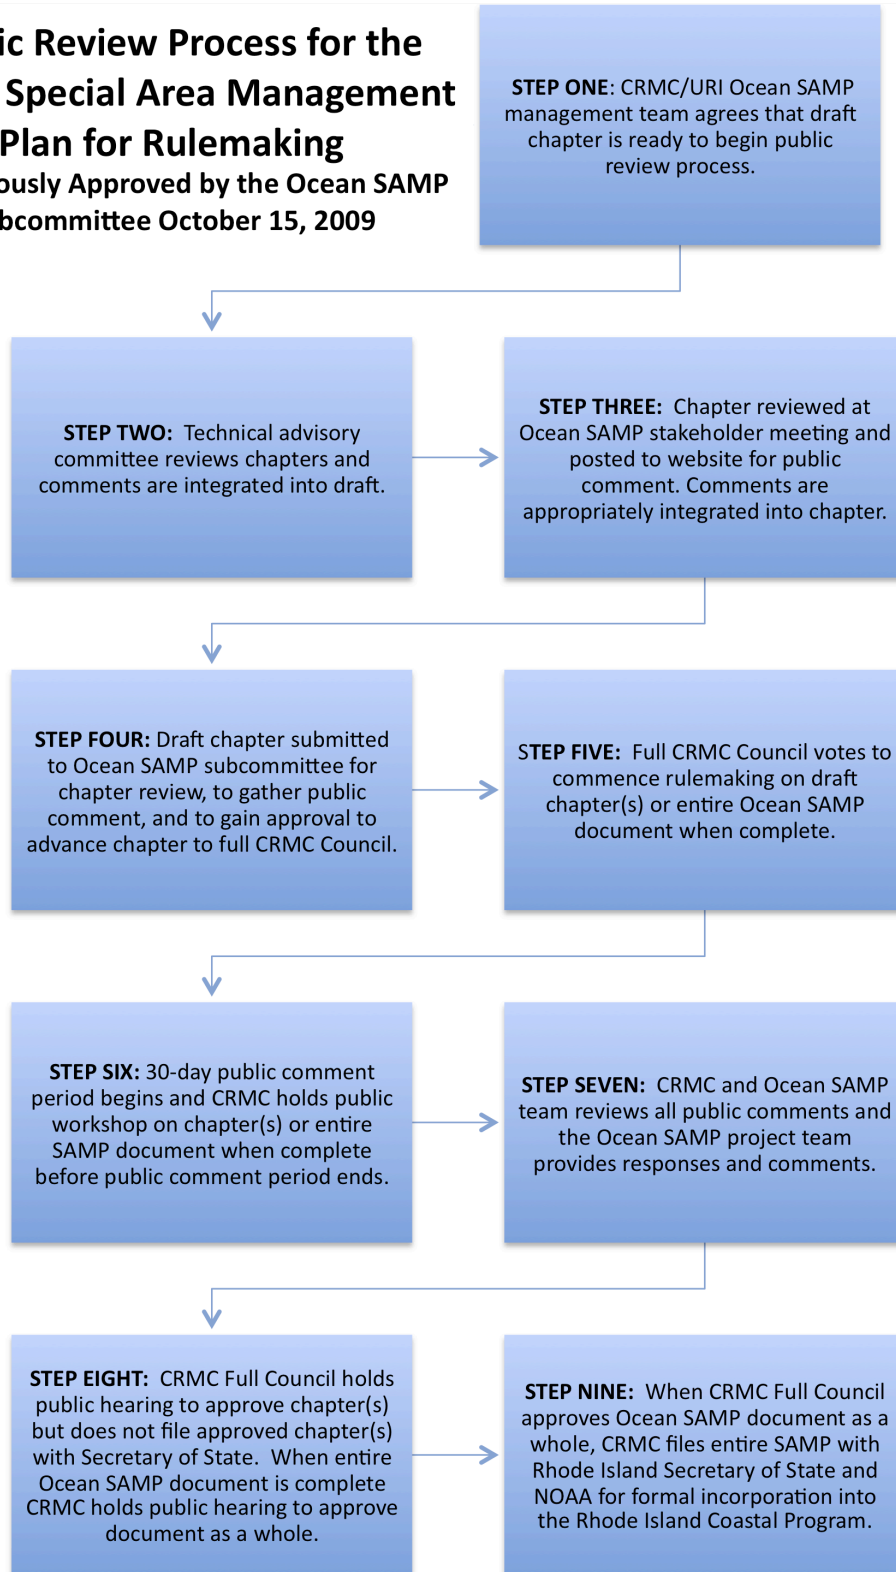 ic Review Process for the
Special Area Management
Plan for Rulemaking
ously Approved by the Ocean SAMP
bcommittee October 15, 2009
STEP ONE: CRMC/URI Ocean SAMP
management team agrees that draft
chapter is ready to begin public
review process.
STEP TWO:  Technical advisory
committee reviews chapters and
comments are integrated into draft.
STEP THREE:  Chapter reviewed at
Ocean SAMP stakeholder meeting and
posted to website for public
comment. Comments are
appropriately integrated into chapter.
STEP FOUR: Draft chapter submitted
to Ocean SAMP subcommittee for
chapter review, to gather public
comment, and to gain approval to
advance chapter to full CRMC Council.
STEP FIVE:  Full CRMC Council votes to
commence rulemaking on draft
chapter(s) or entire Ocean SAMP
document when complete.
STEP SIX: 30-day public comment
period begins and CRMC holds public
workshop on chapter(s) or entire
SAMP document when complete
before public comment period ends.
STEP SEVEN:  CRMC and Ocean SAMP
team reviews all public comments and
the Ocean SAMP project team
provides responses and comments.
STEP EIGHT:  CRMC Full Council holds
public hearing to approve chapter(s)
but does not file approved chapter(s)
with Secretary of State.  When entire
Ocean SAMP document is complete
CRMC holds public hearing to approve
document as a whole.
STEP NINE:  When CRMC Full Council
approves Ocean SAMP document as a
whole, CRMC files entire SAMP with
Rhode Island Secretary of State and
NOAA for formal incorporation into
the Rhode Island Coastal Program.